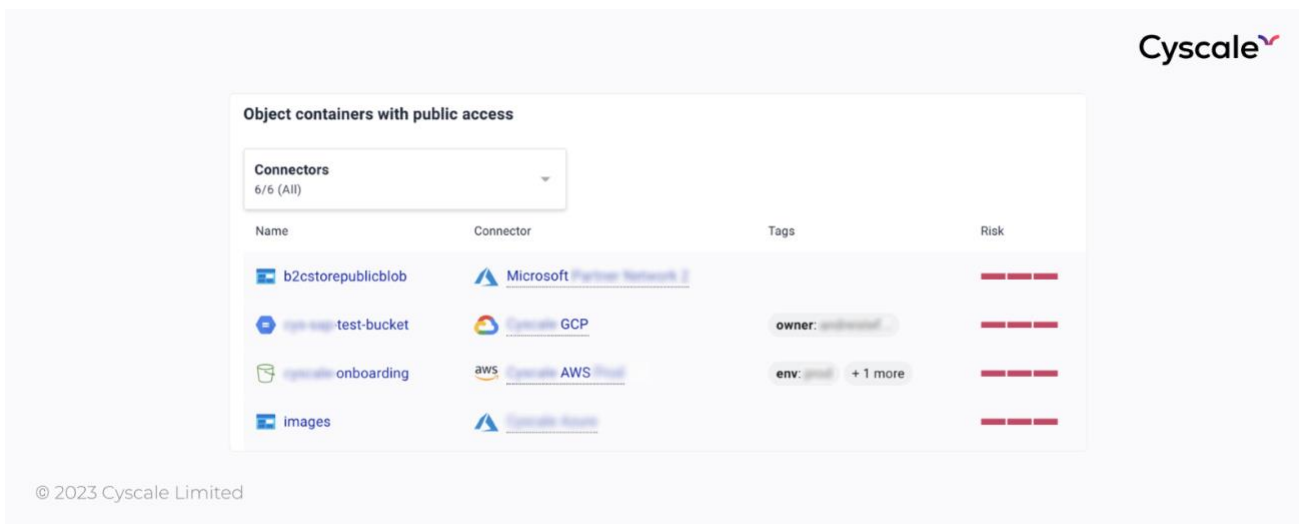 Cyscale
Object containers with public access
Connectors
6/6 (All)
Name Connector Tags Risk
b2cstorepublicblob Microsoft
-test-bucket GCP owner:
onboarding aws AWS env: + 1 more
images
© 2023 Cyscale Limited